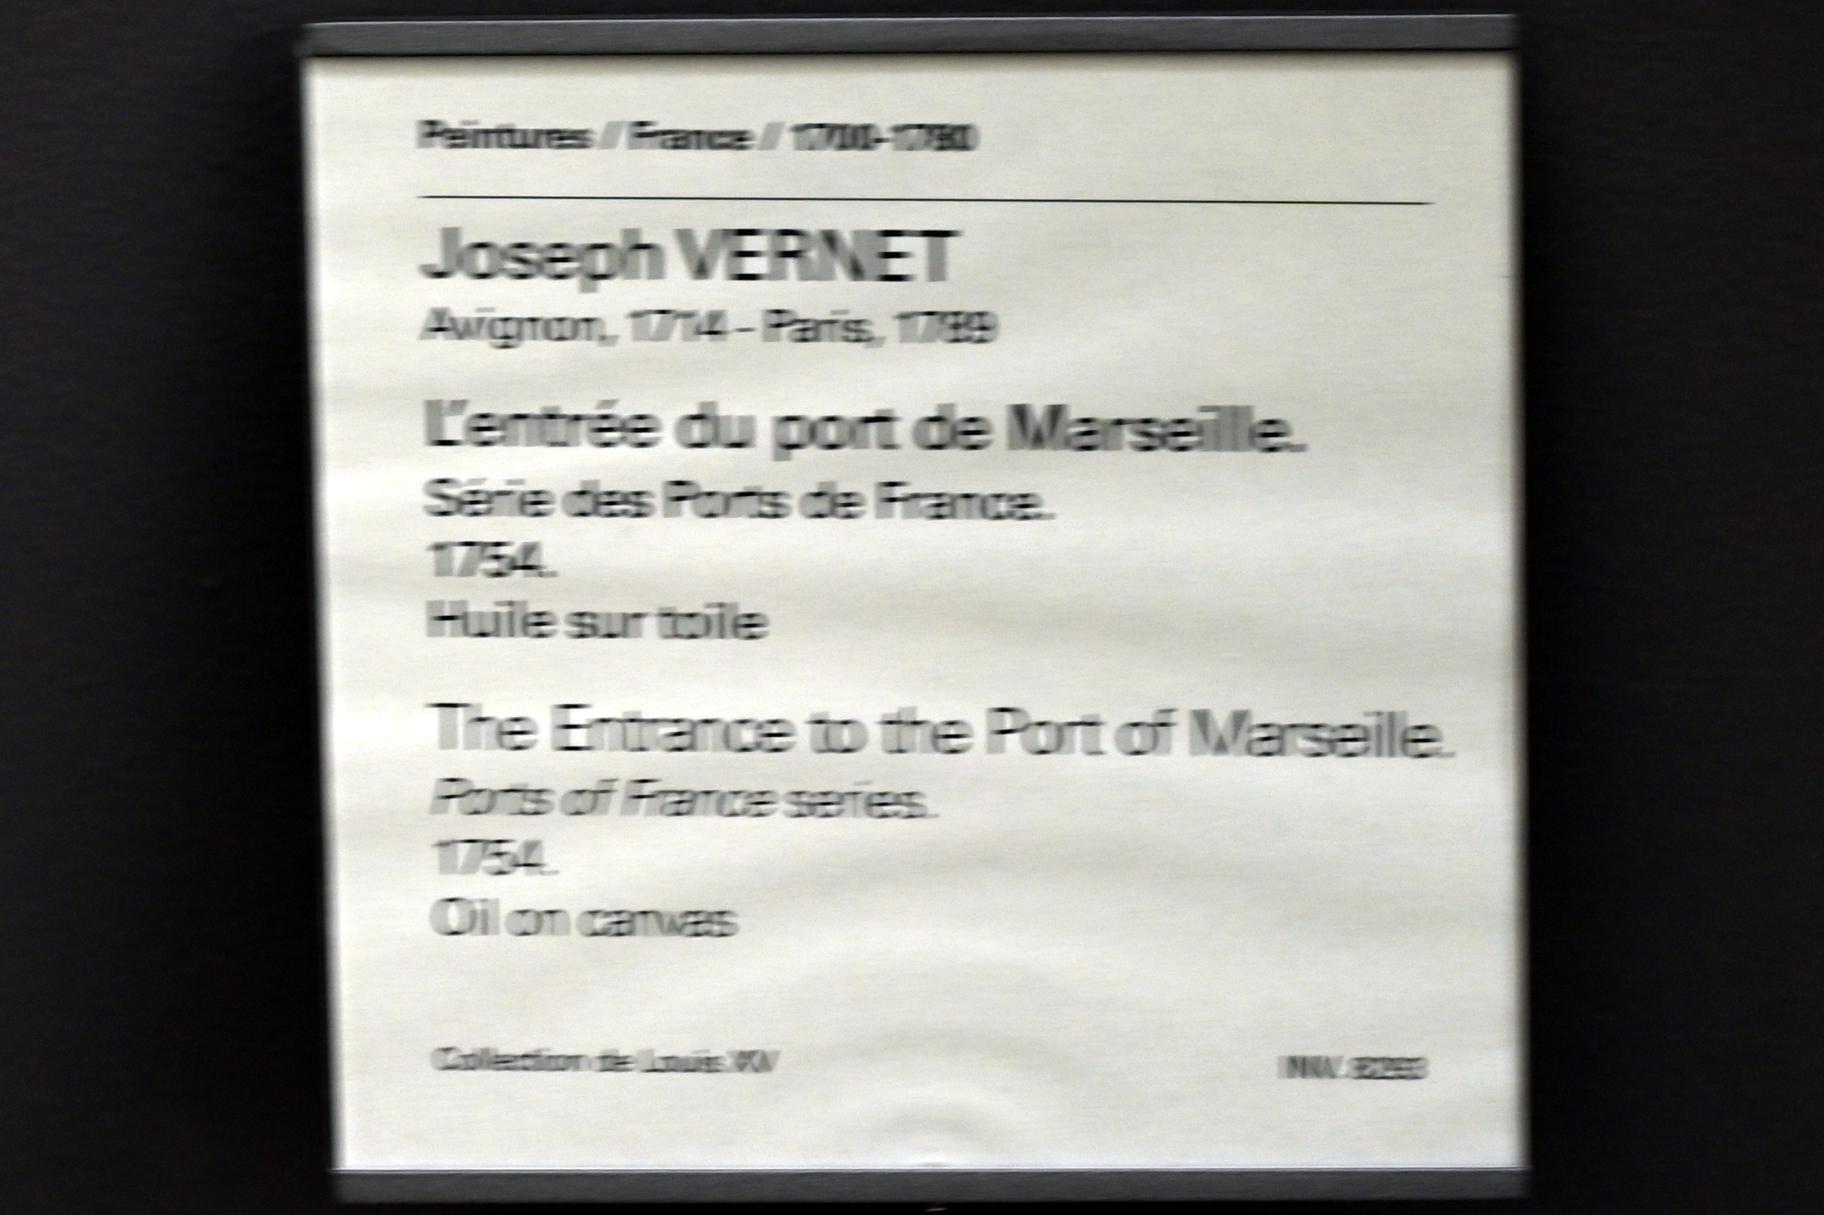 Peintures / France / 1700-1780
Joseph VERNET
Avignon, 1714 - Paris, 1789
L'entrée du port de Marseille.
Série des Ports de France.
1754.
Huile sur toile
The Entrance to the Port of Marseille.
Ports of France series.
1754.
Oil on canvas
Collection de Louis XV
INV.